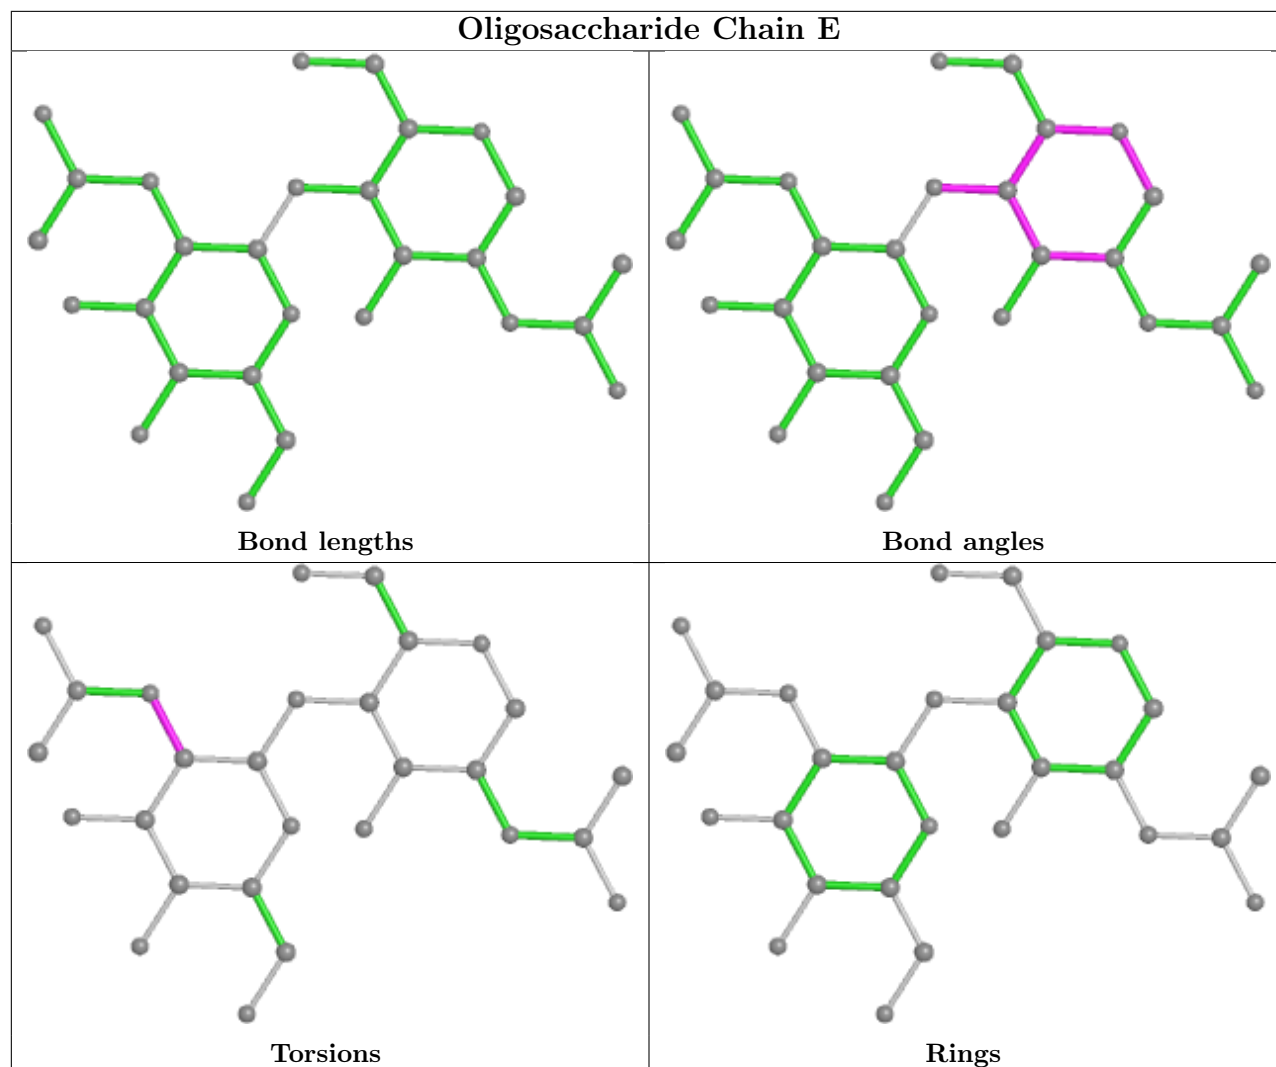 Oligosaccharide Chain E
Bond lengths
Bond angles
Torsions
Rings